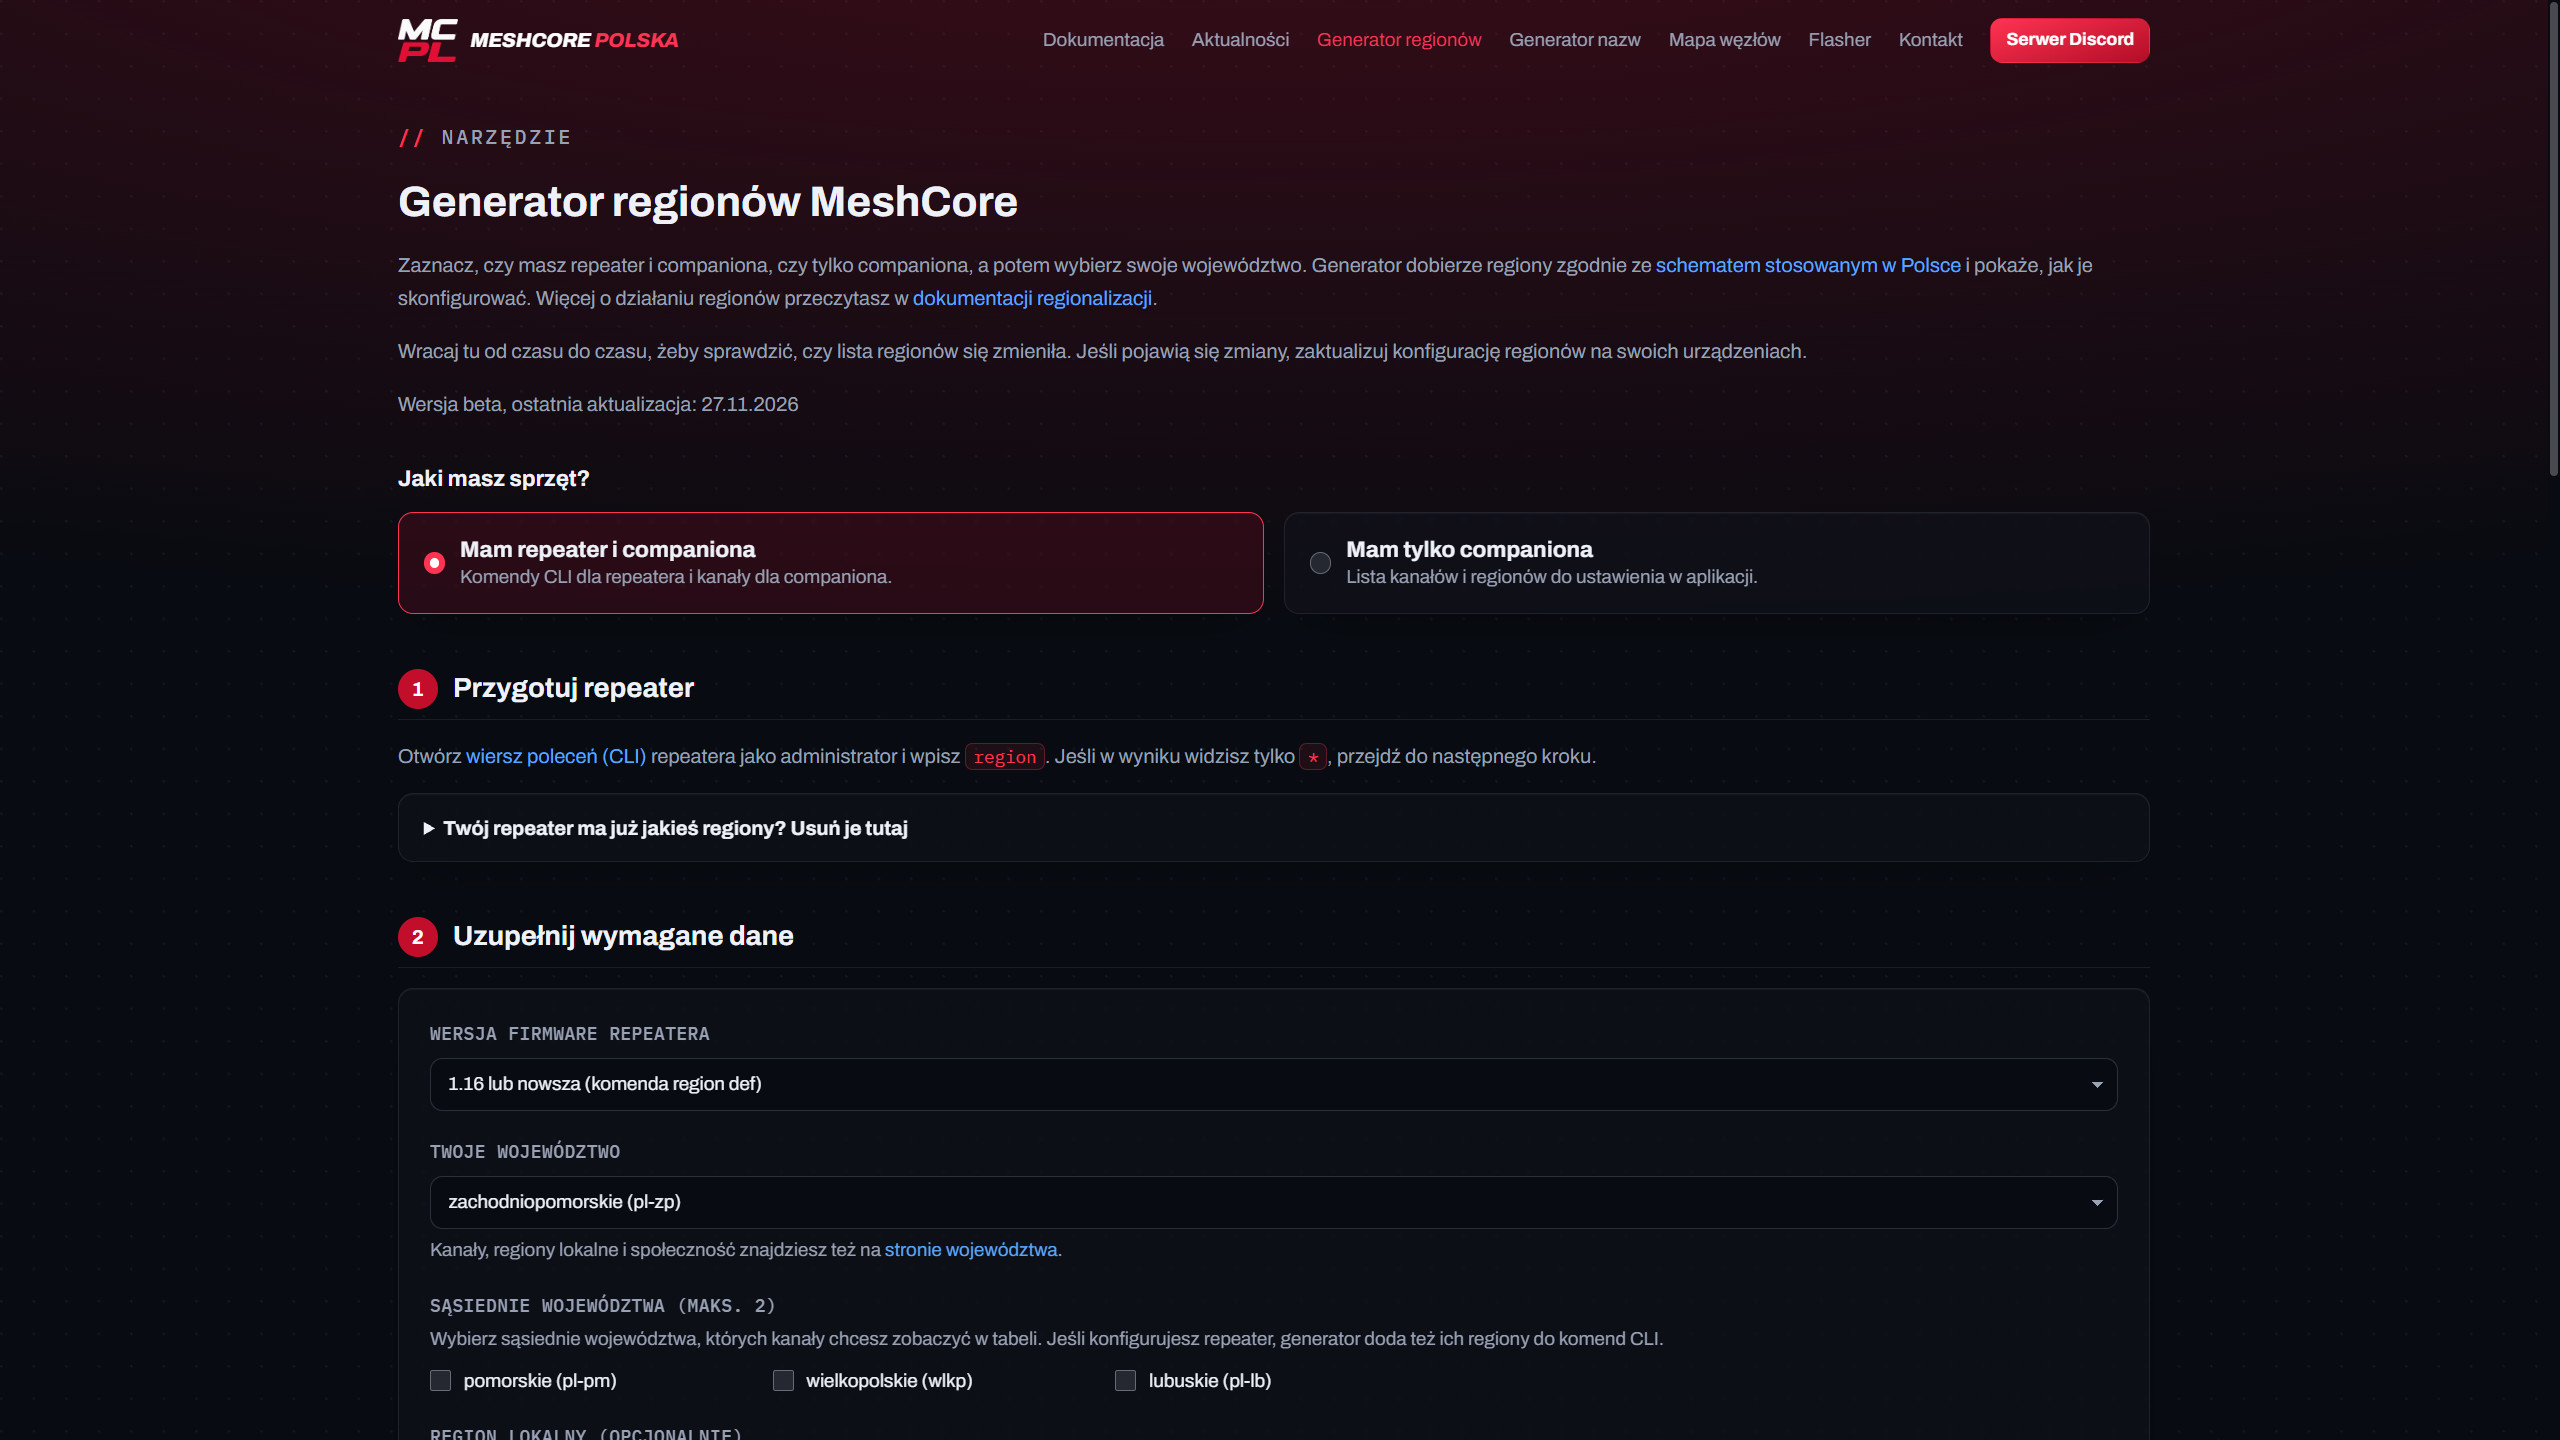 MC
PL
MESHCORE POLSKA
Dokumentacja
Aktualności
Generator regionów
Generator nazw
Mapa węzłów
Flasher
Kontakt
Serwer Discord
// NARZĘDZIE
Generator regionów MeshCore
Zaznacz, czy masz repeater i companiona, czy tylko companiona, a potem wybierz swoje województwo. Generator dobierze regiony zgodnie ze schematem stosowanym w Polsce i pokaże, jak je
skonfigurować. Więcej o działaniu regionów przeczytasz w dokumentacji regionalizacji.
Wracaj tu od czasu do czasu, żeby sprawdzić, czy lista regionów się zmieniła. Jeśli pojawią się zmiany, zaktualizuj konfigurację regionów na swoich urządzeniach.
Wersja beta, ostatnia aktualizacja: 27.11.2026
Jaki masz sprzęt?
Mam repeater i companiona
Komendy CLI dla repeatera i kanały dla companiona.
Mam tylko companiona
Lista kanałów i regionów do ustawienia w aplikacji.
1 Przygotuj repeater
Otwórz wiersz poleceń (CLI) repeatera jako administrator i wpisz region. Jeśli w wyniku widzisz tylko *, przejdź do następnego kroku.
▶ Twój repeater ma już jakieś regiony? Usuń je tutaj
2 Uzupełnij wymagane dane
WERSJA FIRMWARE REPEATERA
1.16 lub nowsza (komenda region def)
TWOJE WOJEWÓDZTWO
zachodniopomorskie (pl-zp)
Kanały, regiony lokalne i społeczność znajdziesz też na stronie województwa.
SĄSIEDNIE WOJEWÓDZTWA (MAKS. 2)
Wybierz sąsiednie województwa, których kanały chcesz zobaczyć w tabeli. Jeśli konfigurujesz repeater, generator doda też ich regiony do komend CLI.
pomorskie (pl-pm)
wielkopolskie (wlkp)
lubuskie (pl-lb)
REGION LOKALNY (OPCJONALNIE)